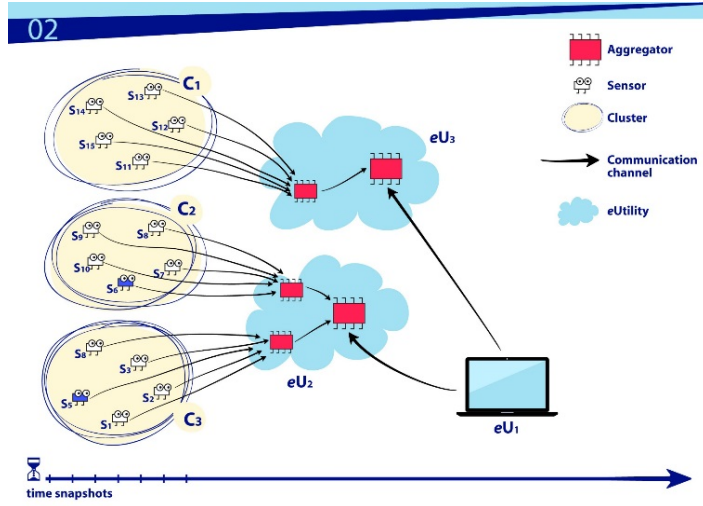 02
Aggregator
Sensor
Cluster
Communication
channel
eUtility
C1
S13
S14
S12
S15
S11
eU3
C2
S9
S8
S10
S7
S6
eU2
S8
S3
S5
S2
S1
C3
eU1
time snapshots